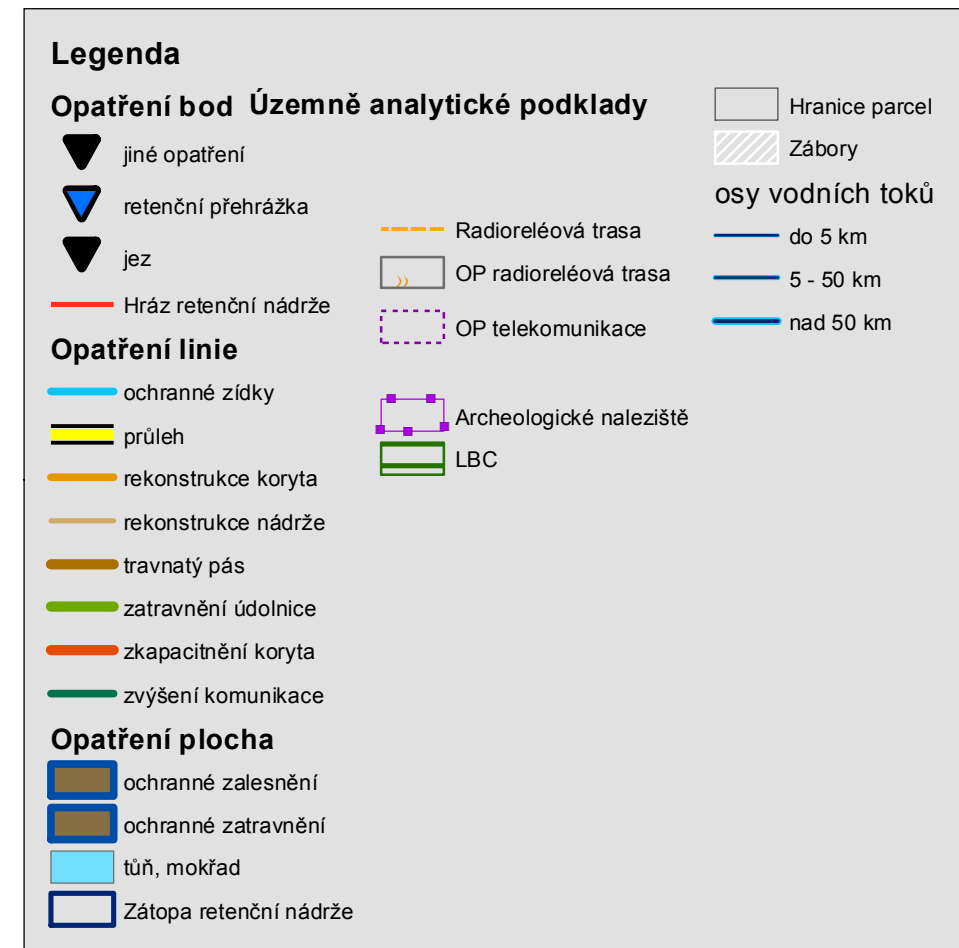 Legenda
Opatření bod
jiné opatření
retenční přehrážka
jez
Hráz retenční nádrže
Opatření linie
ochranné zídky
průleh
rekonstrukce koryta
rekonstrukce nádrže
travnatý pás
zatravnění údolnice
zkapacitnění koryta
zvýšení komunikace
Opatření plocha
ochranné zalesnění
ochranné zatravnění
tůň, mokřad
Zátopa retenční nádrže
Územně analytické podklady
Radioreléová trasa
OP radioreléová trasa
OP telekomunikace
Archeologické naleziště
LBC
Hranice parcel
Zábory
osy vodních toků
do 5 km
5 - 50 km
nad 50 km